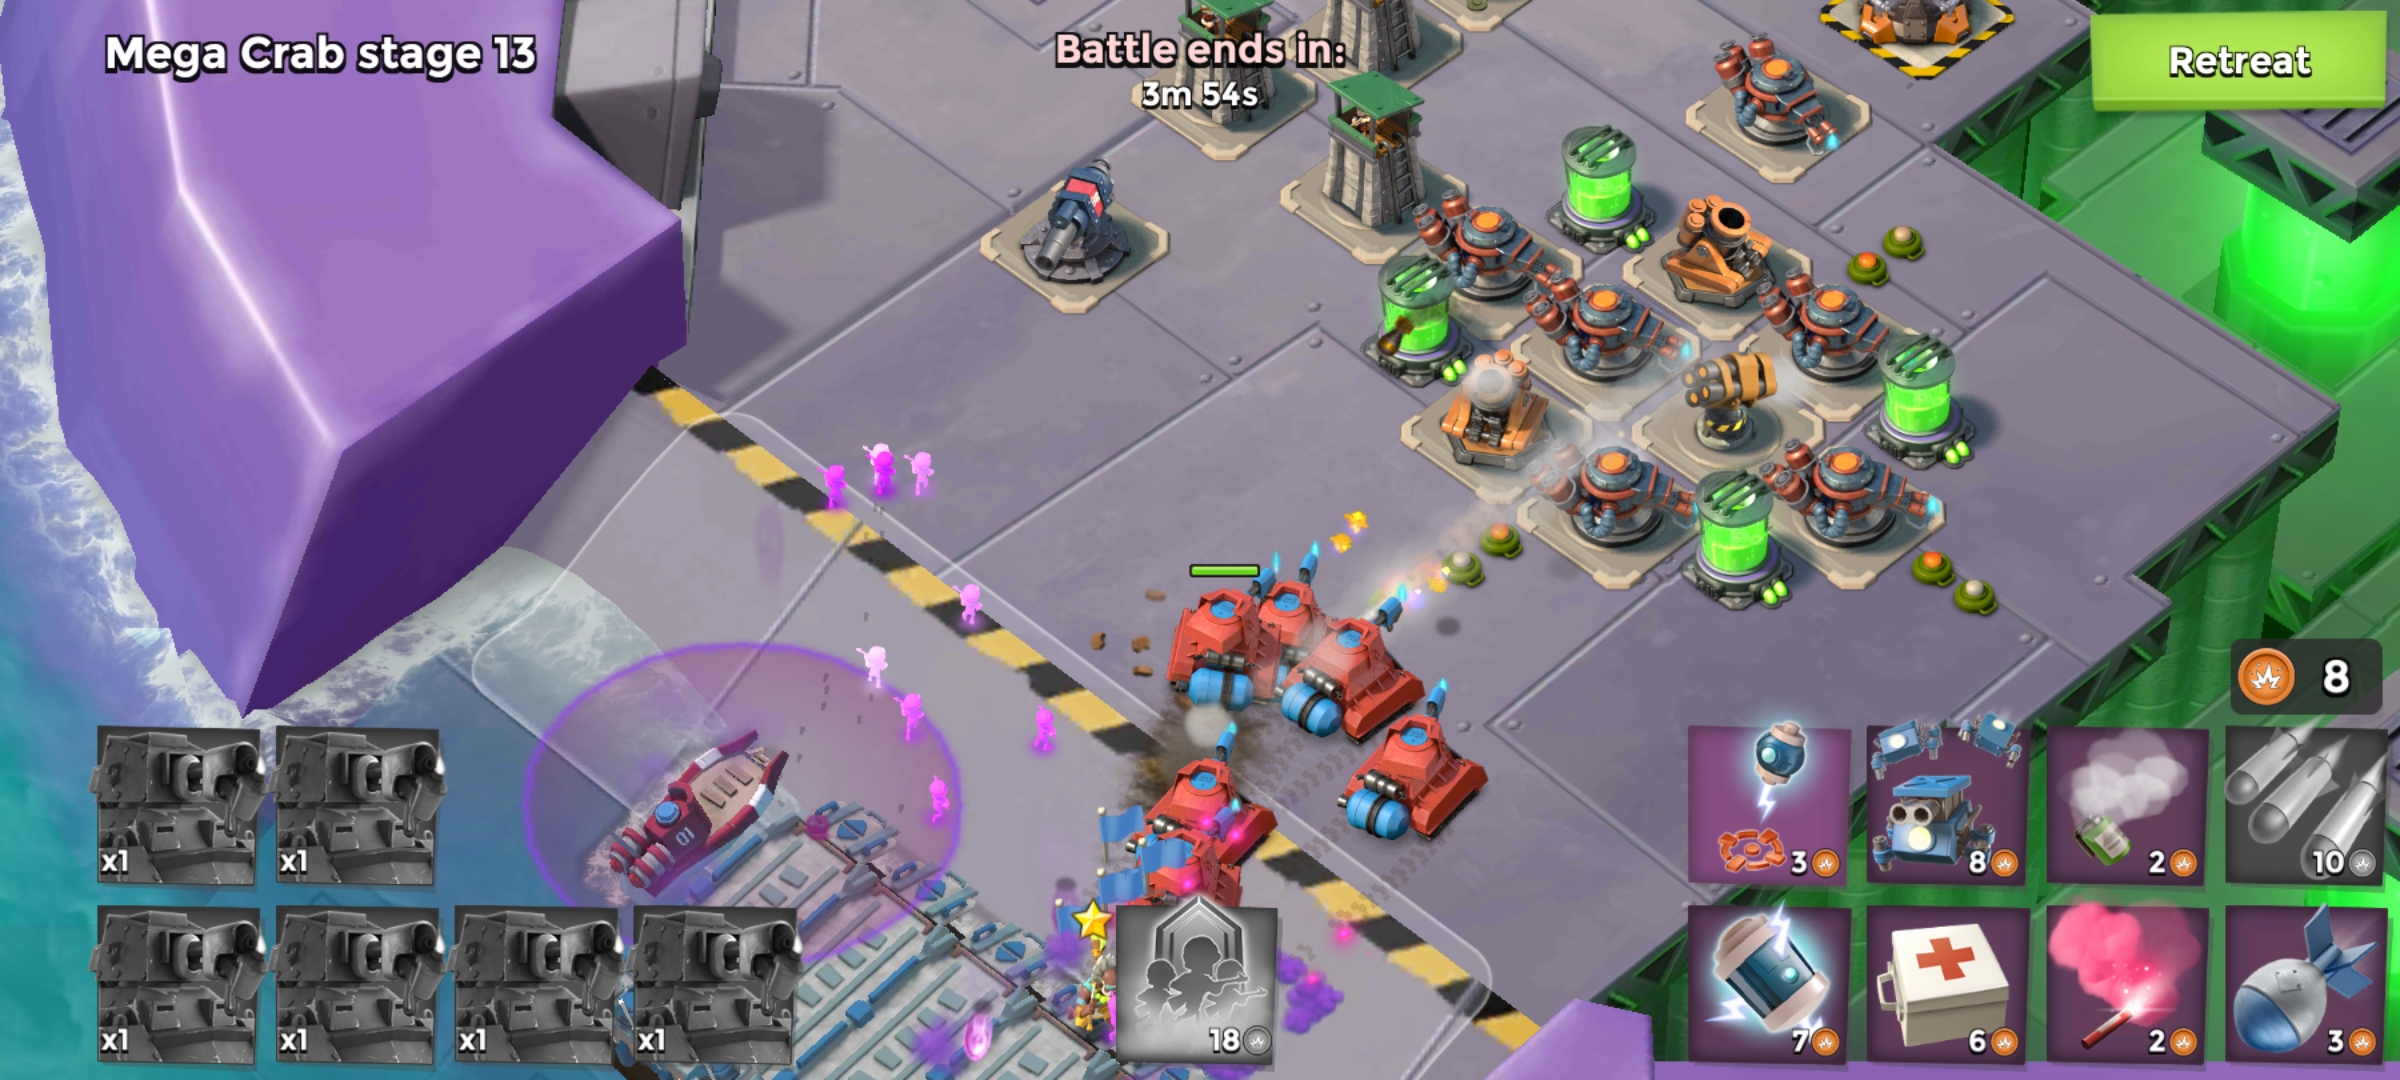 Mega Crab stage 13
Battle ends in:
3m 54s
Retreat
8
3
8
2
10
7
6
2
3
18
x1
x1
x1
x1
x1
x1
01